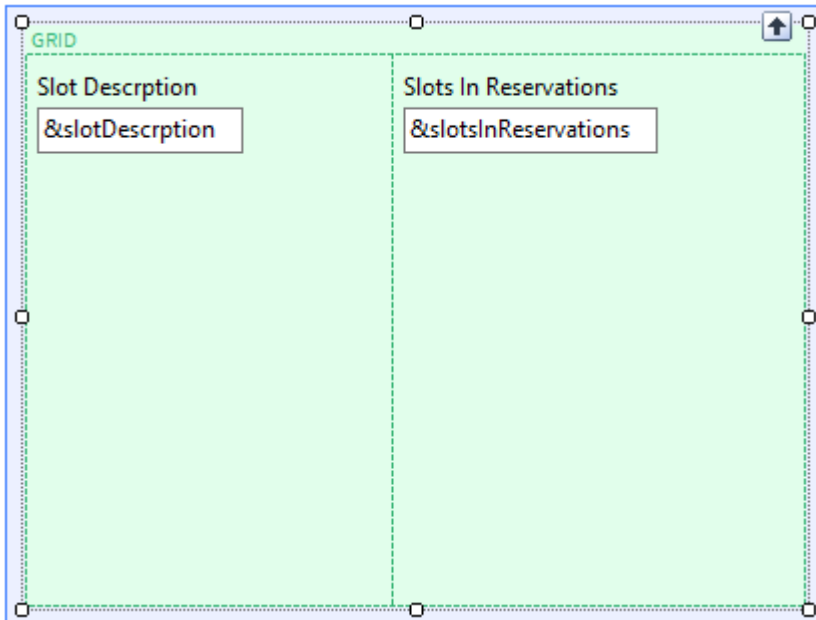 GRID
Slot Descrption
Slots In Reservations
&slotDescrption
&slotsInReservations